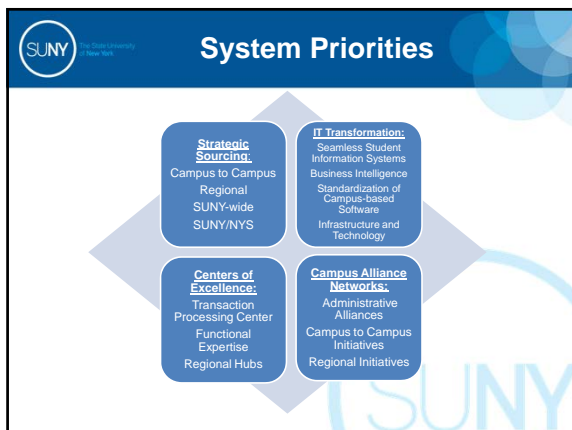 SUNY
The State University
of New York
System Priorities
Strategic
Sourcing:
Campus to Campus
Regional
SUNY-wide
SUNY/NYS
IT Transformation:
Seamless Student
Information Systems
Business Intelligence
Standardization of
Campus-based
Software
Infrastructure and
Technology
Centers of
Excellence:
Transaction
Processing Center
Functional
Expertise
Regional Hubs
Campus Alliance
Networks:
Administrative
Alliances
Campus to Campus
Initiatives
Regional Initiatives
SUNY